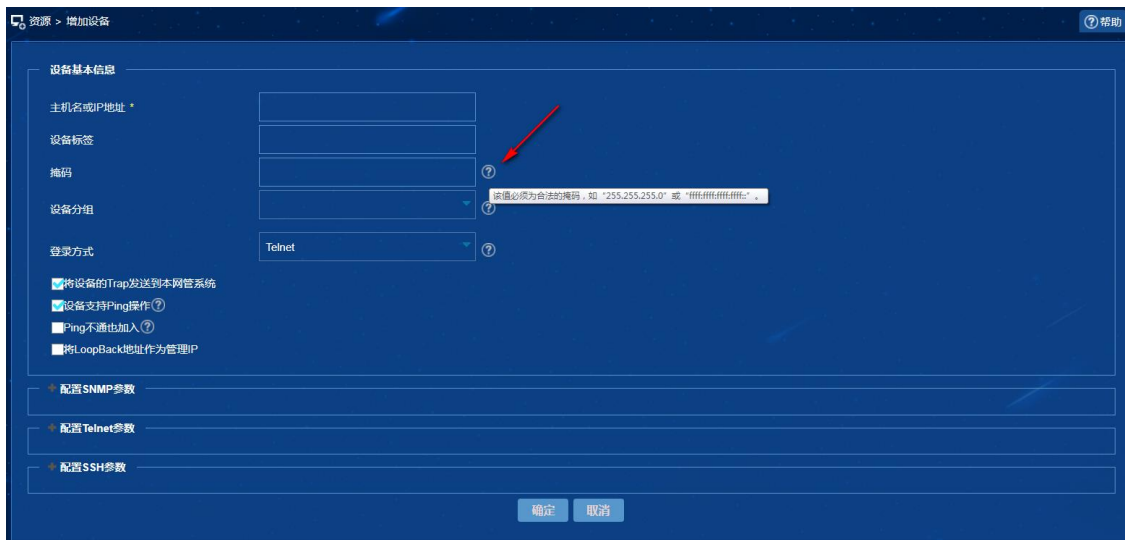 资源 > 增加设备
帮助
设备基本信息
主机名或IP地址 *
设备标签
掩码
该值必须为合法的掩码，如 "255.255.255.0" 或 "ffff:ffff:ffff:ffff::" 。
设备分组
登录方式 Telnet
将设备的Trap发送到本网管系统
设备支持Ping操作
Ping不通也加入
将LoopBack地址作为管理IP
+ 配置SNMP参数
+ 配置Telnet参数
+ 配置SSH参数
确定 取消